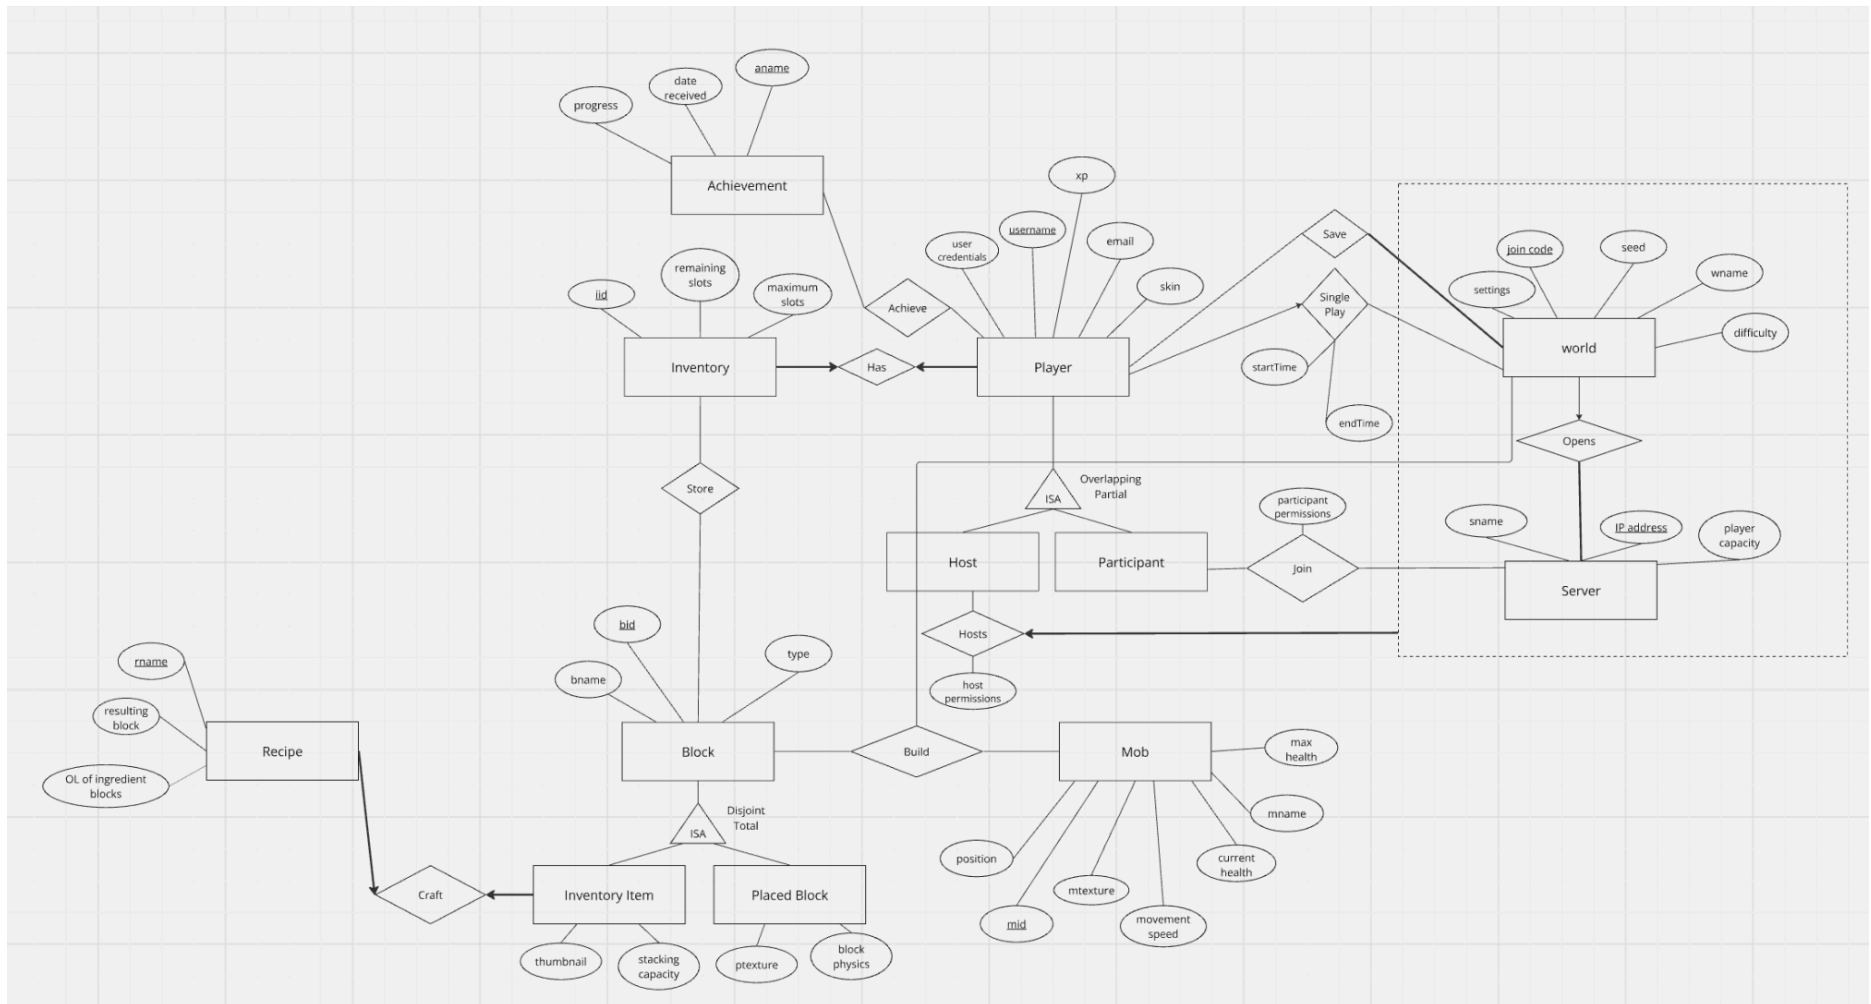 aname
date
received
progress
Achievement
xp
username
email
user
credentials
skin
Save
join code
seed
wname
settings
difficulty
world
remaining
slots
iid
maximum
slots
Achieve
Single
Play
Inventory
Has
Player
startTime
endTime
Opens
Store
ISA
Overlapping
Partial
participant
permissions
sname
IP address
player
capacity
Host
Participant
Join
Server
bid
Hosts
type
bname
host
permissions
rname
resulting
block
OL of ingredient
blocks
Recipe
Block
Build
Mob
max
health
mname
current
health
position
mtexture
mid
movement
speed
ISA
Disjoint
Total
Craft
Inventory Item
Placed Block
thumbnail
stacking
capacity
ptexture
block
physics